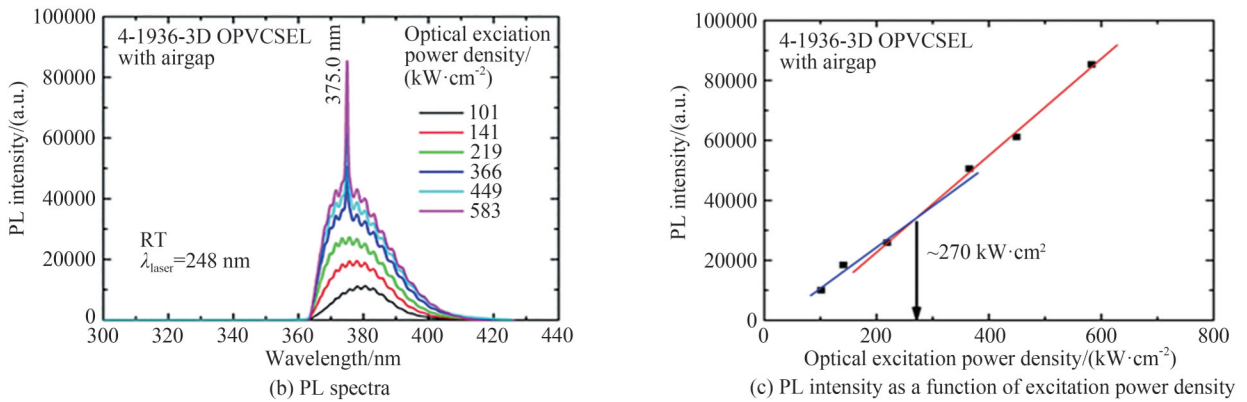 100000
80000
60000
40000
20000
0
PL intensity/(a.u.)
4-1936-3D OPVCSEL
with airgap
375.0 nm
Optical exciation
power density/
(kW·cm⁻²)
101
141
219
366
449
583
RT
λlaser=248 nm
300 320 340 360 380 400 420 440
Wavelength/nm
(b) PL spectra
100000
80000
60000
40000
20000
0
PL intensity/(a.u.)
4-1936-3D OPVCSEL
with airgap
~270 kW·cm²
0 200 400 600 800
Optical excitation power density/(kW·cm⁻²)
(c) PL intensity as a function of excitation power density